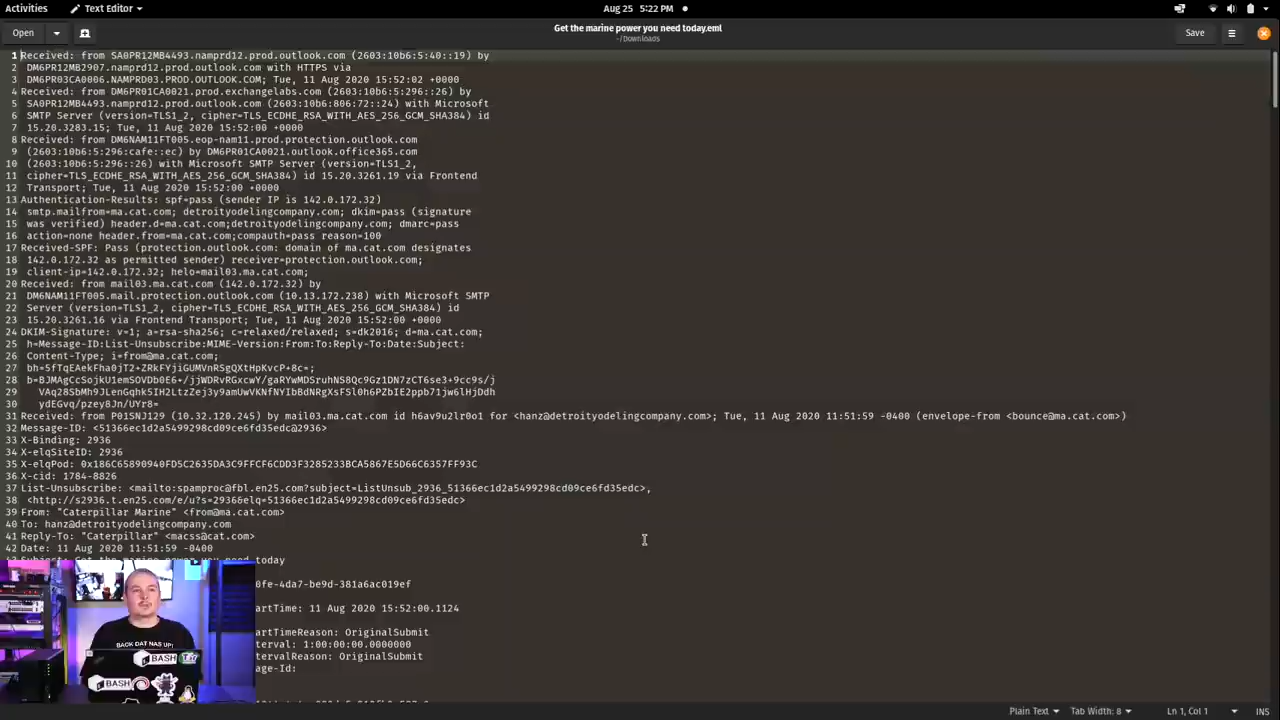 Activities
Text Editor
Aug 25 5:22 PM
Open
Get the marine power you need today.eml
~/Downloads
Save
1 Received: from SA0PR12MB4493.namprd12.prod.outlook.com (2603:10b6:5:40::19) by
2 DM6PR12MB2907.namprd12.prod.outlook.com with HTTPS via
3 DM6PR03CA0006.NAMPRD03.PROD.OUTLOOK.COM; Tue, 11 Aug 2020 15:52:02 +0000
4 Received: from DM6PR01CA0021.prod.exchangelabs.com (2603:10b6:5:296::26) by
5 SA0PR12MB4493.namprd12.prod.outlook.com (2603:10b6:806:72::24) with Microsoft
6 SMTP Server (version=TLS1_2, cipher=TLS_ECDHE_RSA_WITH_AES_256_GCM_SHA384) id
7 15.20.3283.15; Tue, 11 Aug 2020 15:52:00 +0000
8 Received: from DM6NAM11FT005.eop-nam11.prod.protection.outlook.com
9 (2603:10b6:5:296:cafe::ec) by DM6PR01CA0021.outlook.office365.com
10 (2603:10b6:5:296::26) with Microsoft SMTP Server (version=TLS1_2,
11 cipher=TLS_ECDHE_RSA_WITH_AES_256_GCM_SHA384) id 15.20.3261.19 via Frontend
12 Transport; Tue, 11 Aug 2020 15:52:00 +0000
13 Authentication-Results: spf=pass (sender IP is 142.0.172.32)
14 smtp.mailfrom=ma.cat.com; detroityodelingcompany.com; dkim=pass (signature
15 was verified) header.d=ma.cat.com;detroityodelingcompany.com; dmarc=pass
16 action=none header.from=ma.cat.com;compauth=pass reason=100
17 Received-SPF: Pass (protection.outlook.com: domain of ma.cat.com designates
18 142.0.172.32 as permitted sender) receiver=protection.outlook.com;
19 client-ip=142.0.172.32; helo=mail03.ma.cat.com;
20 Received: from mail03.ma.cat.com (142.0.172.32) by
21 DM6NAM11FT005.mail.protection.outlook.com (10.13.172.238) with Microsoft SMTP
22 Server (version=TLS1_2, cipher=TLS_ECDHE_RSA_WITH_AES_256_GCM_SHA384) id
23 15.20.3261.16 via Frontend Transport; Tue, 11 Aug 2020 15:52:00 +0000
24 DKIM-Signature: v=1; a=rsa-sha256; c=relaxed/relaxed; s=dk2016; d=ma.cat.com;
25 h=Message-ID:List-Unsubscribe:MIME-Version:From:To:Reply-To:Date:Subject:
26 Content-Type; i=from@ma.cat.com;
27 bh=5fTqEAekFha0jT2+ZRkFYjiGUMVnRSgQXtHpKvcP+8c=;
28 b=BJMAgCcSojkU1emSOVDb0E6+/jjWDRvRGxcwY/gaRYwMDSruhNS8Qc9Gz1DN7zCT6se3+9cc9s/j
29 VAq28SbMh9JLenGqhk5IH2LtzZej3y9amUwVKNfNYIbBdNRgXsFSl0h6PZbIE2ppb71jw6lHjDdh
30 ydEGvq/pzey8Jn/UYr8=
31 Received: from P01SNJ129 (10.32.120.245) by mail03.ma.cat.com id h6av9u2lr0o1 for <hanz@detroityodelingcompany.com>; Tue, 11 Aug 2020 11:51:59 -0400 (envelope-from <bounce@ma.cat.com>)
32 Message-ID: <51366ec1d2a5499298cd09ce6fd35edc@2936>
33 X-Binding: 2936
34 X-elqSiteID: 2936
35 X-elqPod: 0x186C65890940FD5C2635DA3C9FFCF6CDD3F3285233BCA5867E5D66C6357FF93C
36 X-cid: 1784-8826
37 List-Unsubscribe: <mailto:spamproc@fbl.en25.com?subject=ListUnsub_2936_51366ec1d2a5499298cd09ce6fd35edc>,
38 <http://s2936.t.en25.com/e/u?s=2936&elq=51366ec1d2a5499298cd09ce6fd35edc>
39 From: "Caterpillar Marine" <from@ma.cat.com>
40 To: hanz@detroityodelingcompany.com
41 Reply-To: "Caterpillar" <macss@cat.com>
42 Date: 11 Aug 2020 11:51:59 -0400
need today
0fe-4da7-be9d-381a6ac019ef
artTime: 11 Aug 2020 15:52:00.1124
artTimeReason: OriginalSubmit
terval: 1:00:00:00.0000000
tervalReason: OriginalSubmit
age-Id:
BACK DAT NAS UP!
BASH
BASH
Plain Text
Tab Width: 8
Ln 1, Col 1
INS